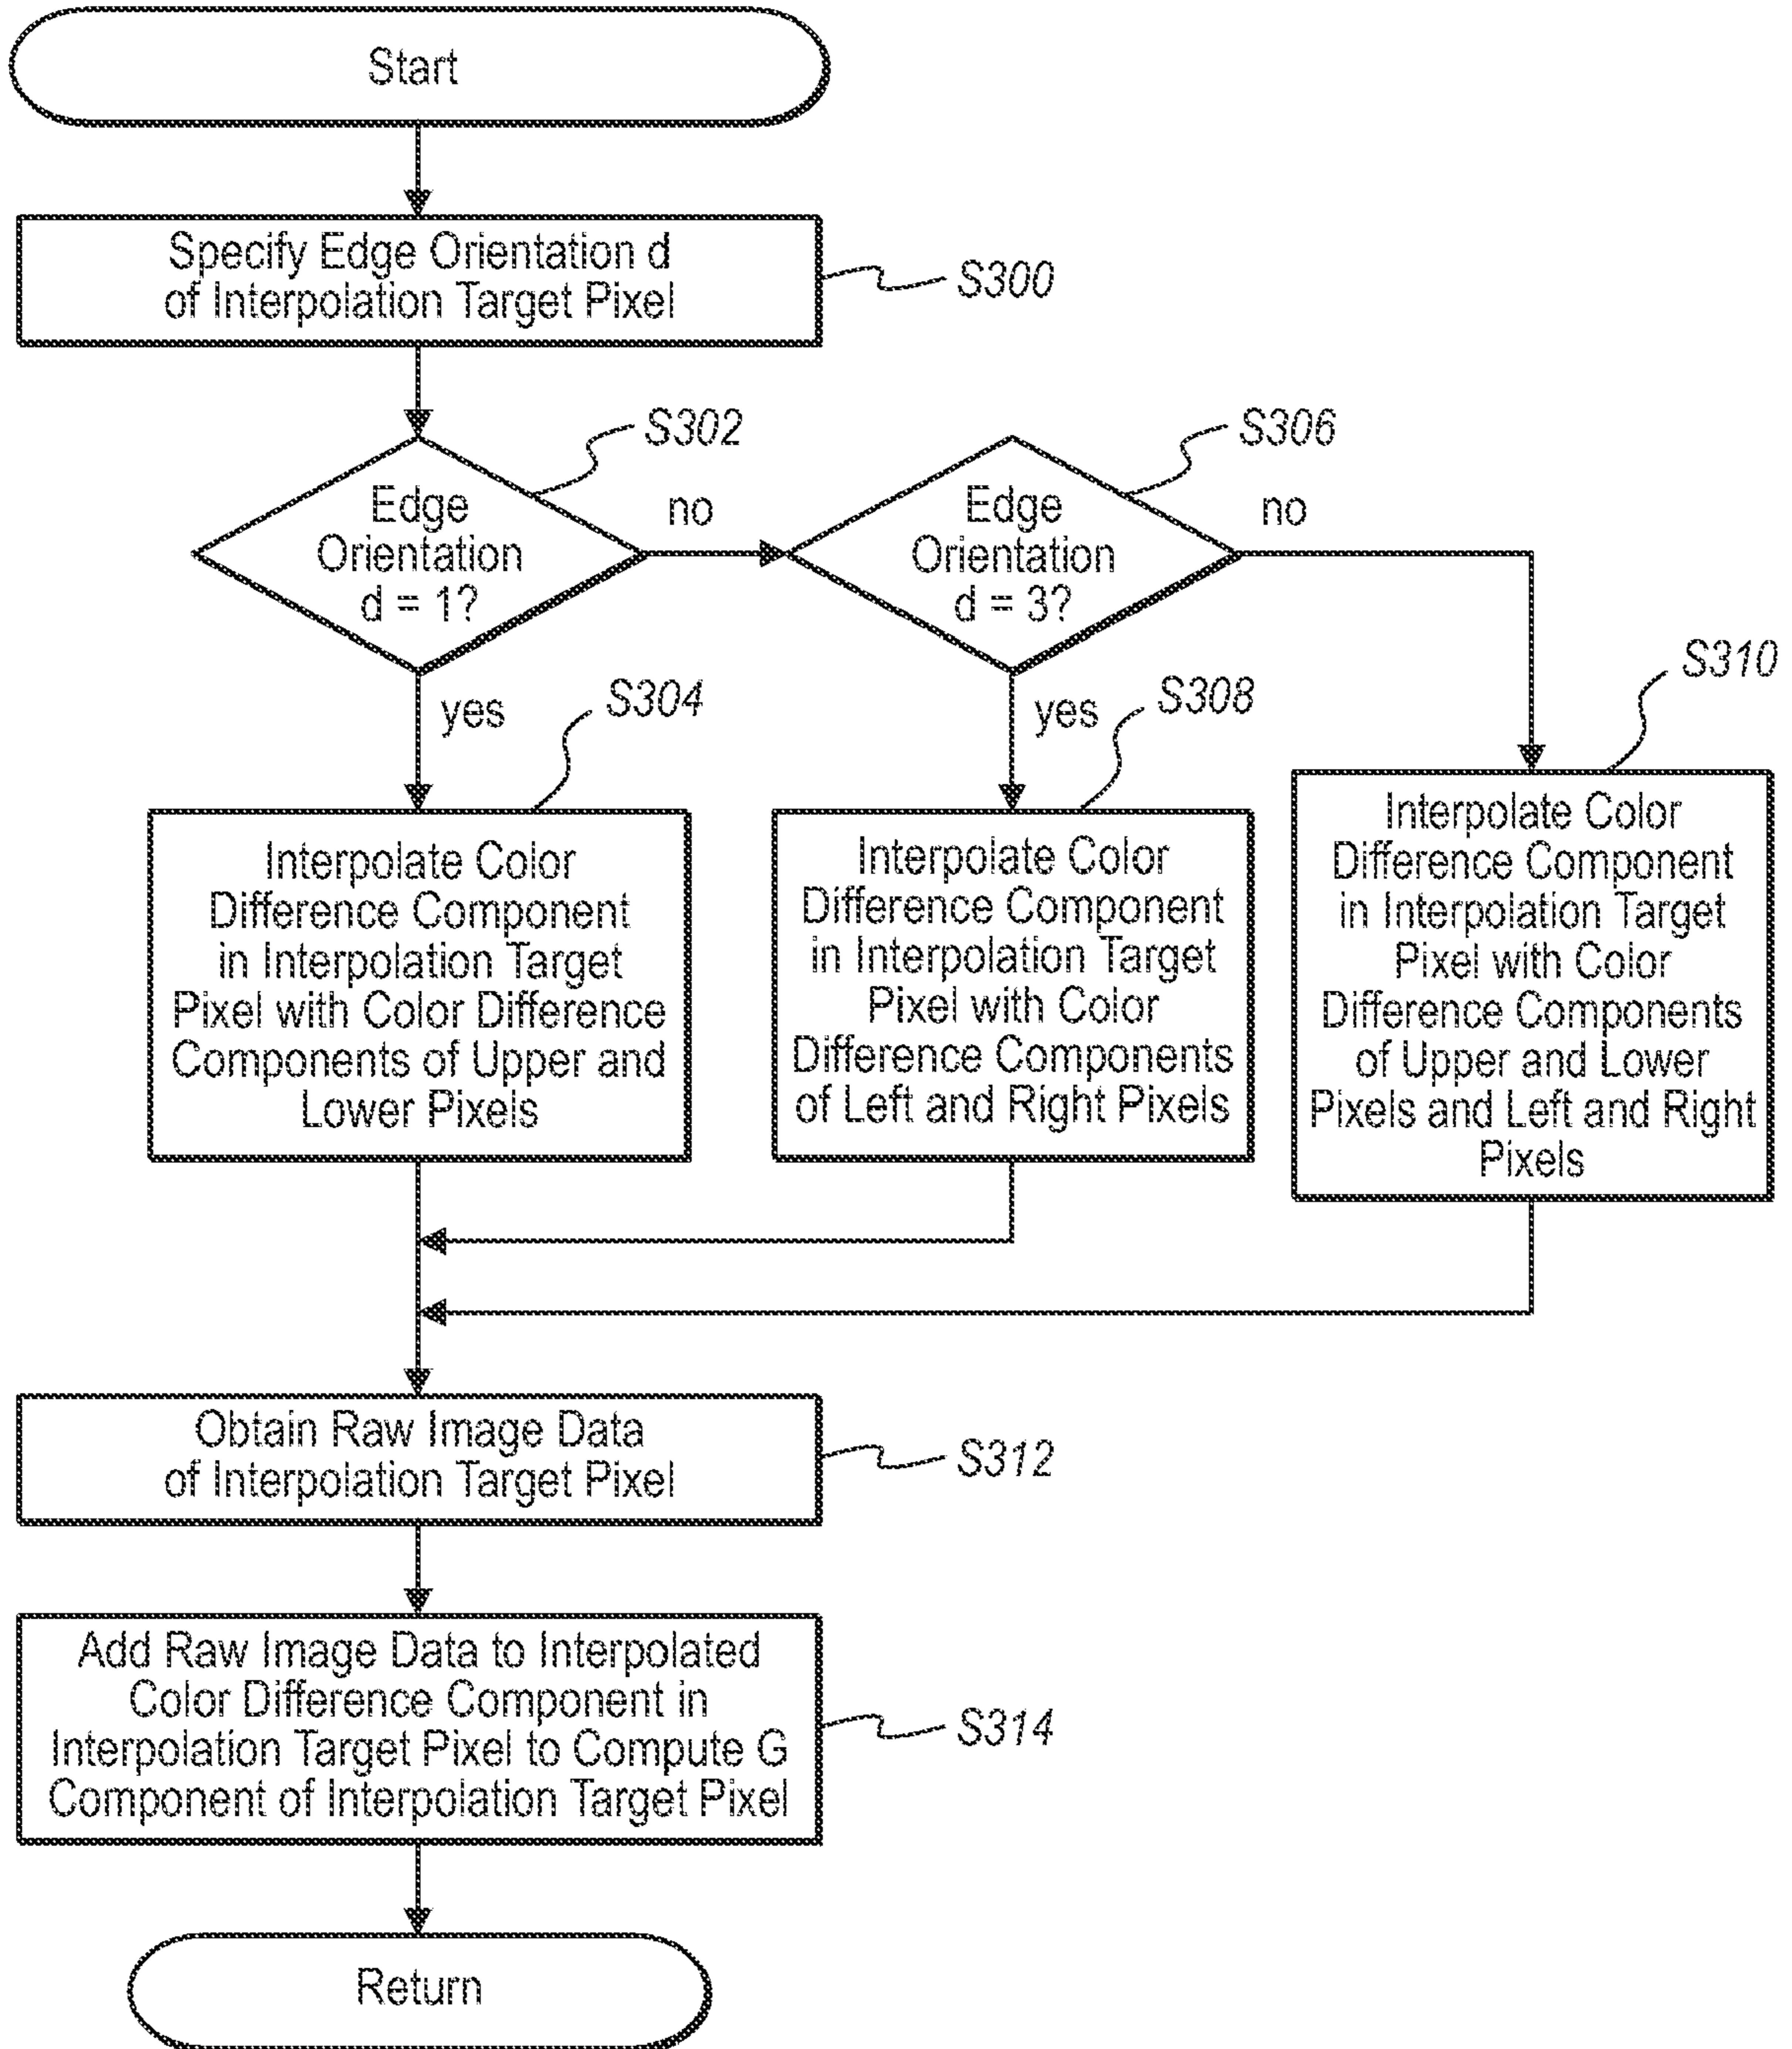 Start
Specify Edge Orientation d
of Interpolation Target Pixel
S300
S302
S306
Edge
Orientation
d = 1?
no
Edge
Orientation
d = 3?
no
yes
S304
yes
S308
S310
Interpolate Color
Difference Component
in Interpolation Target
Pixel with Color Difference
Components of Upper and
Lower Pixels
Interpolate Color
Difference Component
in Interpolation Target
Pixel with Color
Difference Components
of Left and Right Pixels
Interpolate Color
Difference Component
in Interpolation Target
Pixel with Color
Difference Components
of Upper and Lower
Pixels and Left and Right
Pixels
Obtain Raw Image Data
of Interpolation Target Pixel
S312
Add Raw Image Data to Interpolated
Color Difference Component in
Interpolation Target Pixel to Compute G
Component of Interpolation Target Pixel
S314
Return